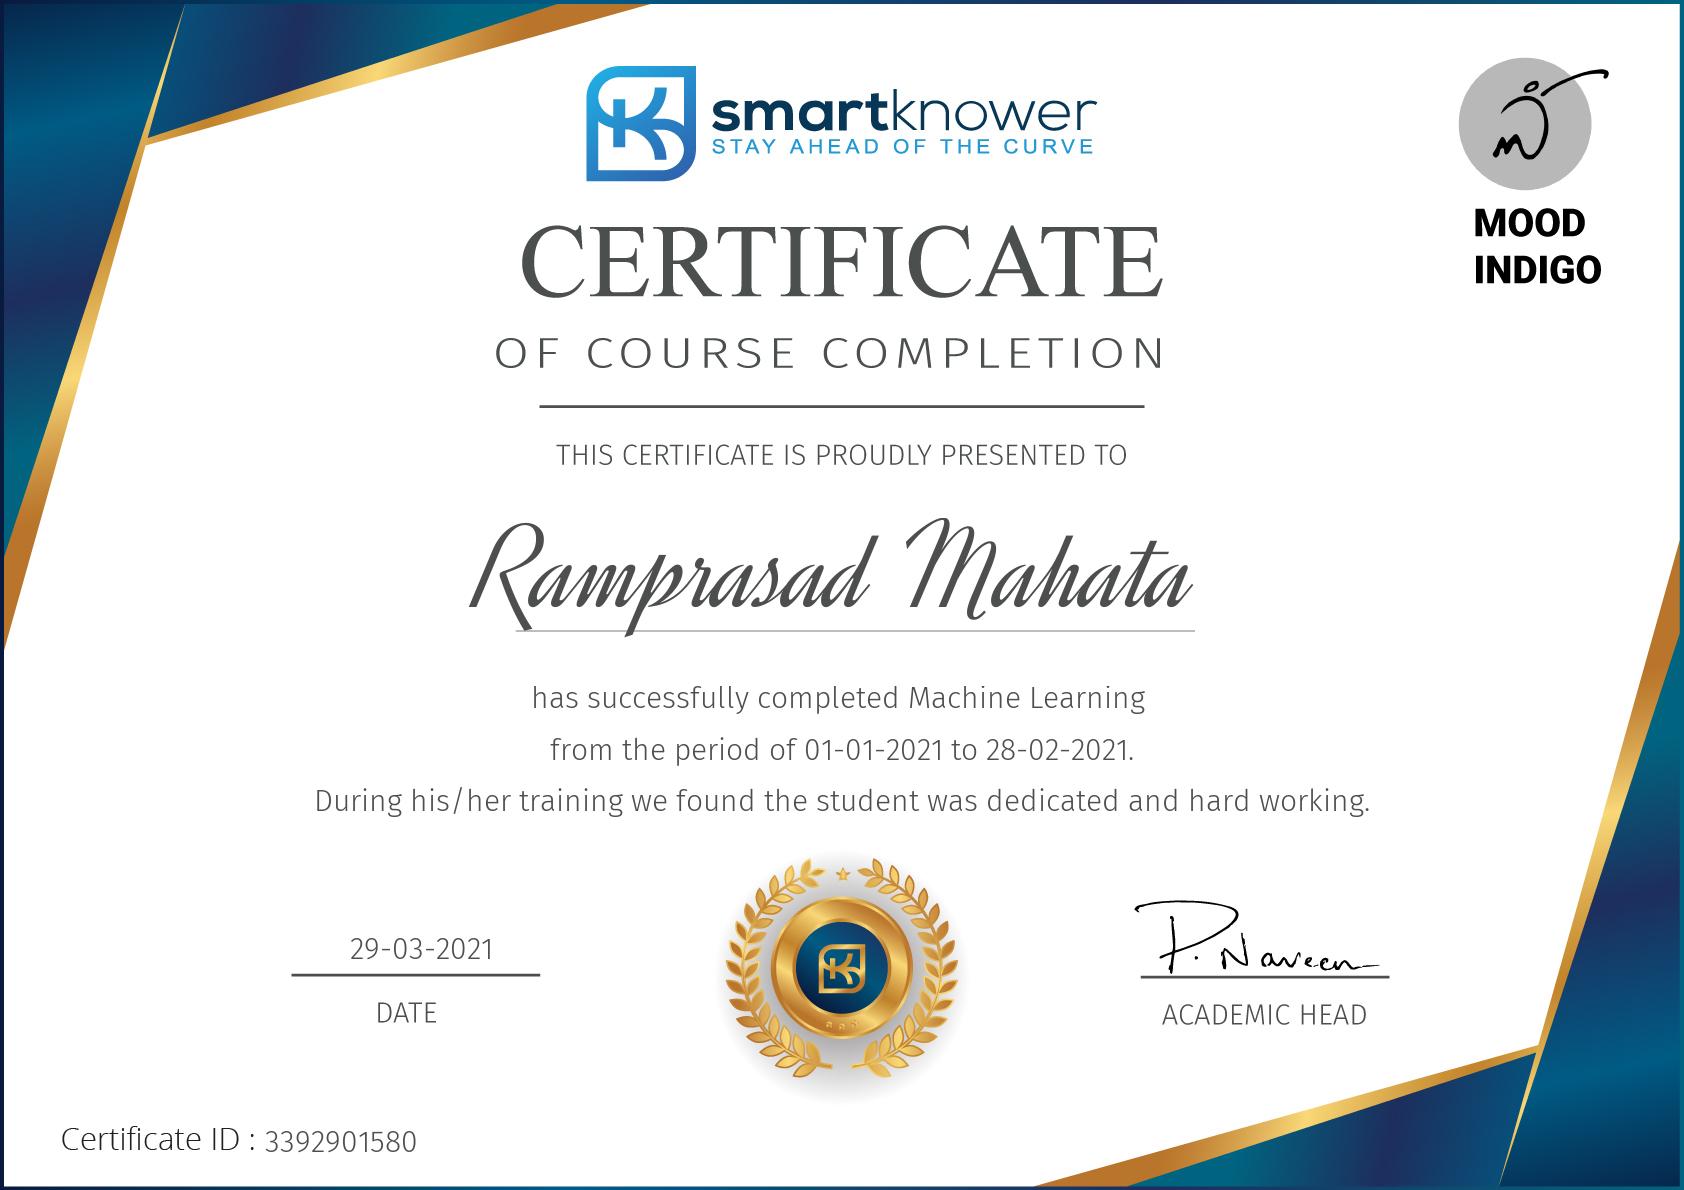 smartknower
STAY AHEAD OF THE CURVE
MOOD
INDIGO
CERTIFICATE
OF COURSE COMPLETION
THIS CERTIFICATE IS PROUDLY PRESENTED TO
Ramprasad Mahata
has successfully completed Machine Learning
from the period of 01-01-2021 to 28-02-2021.
During his/her training we found the student was dedicated and hard working.
29-03-2021
DATE
P. Naveen
ACADEMIC HEAD
Certificate ID : 3392901580